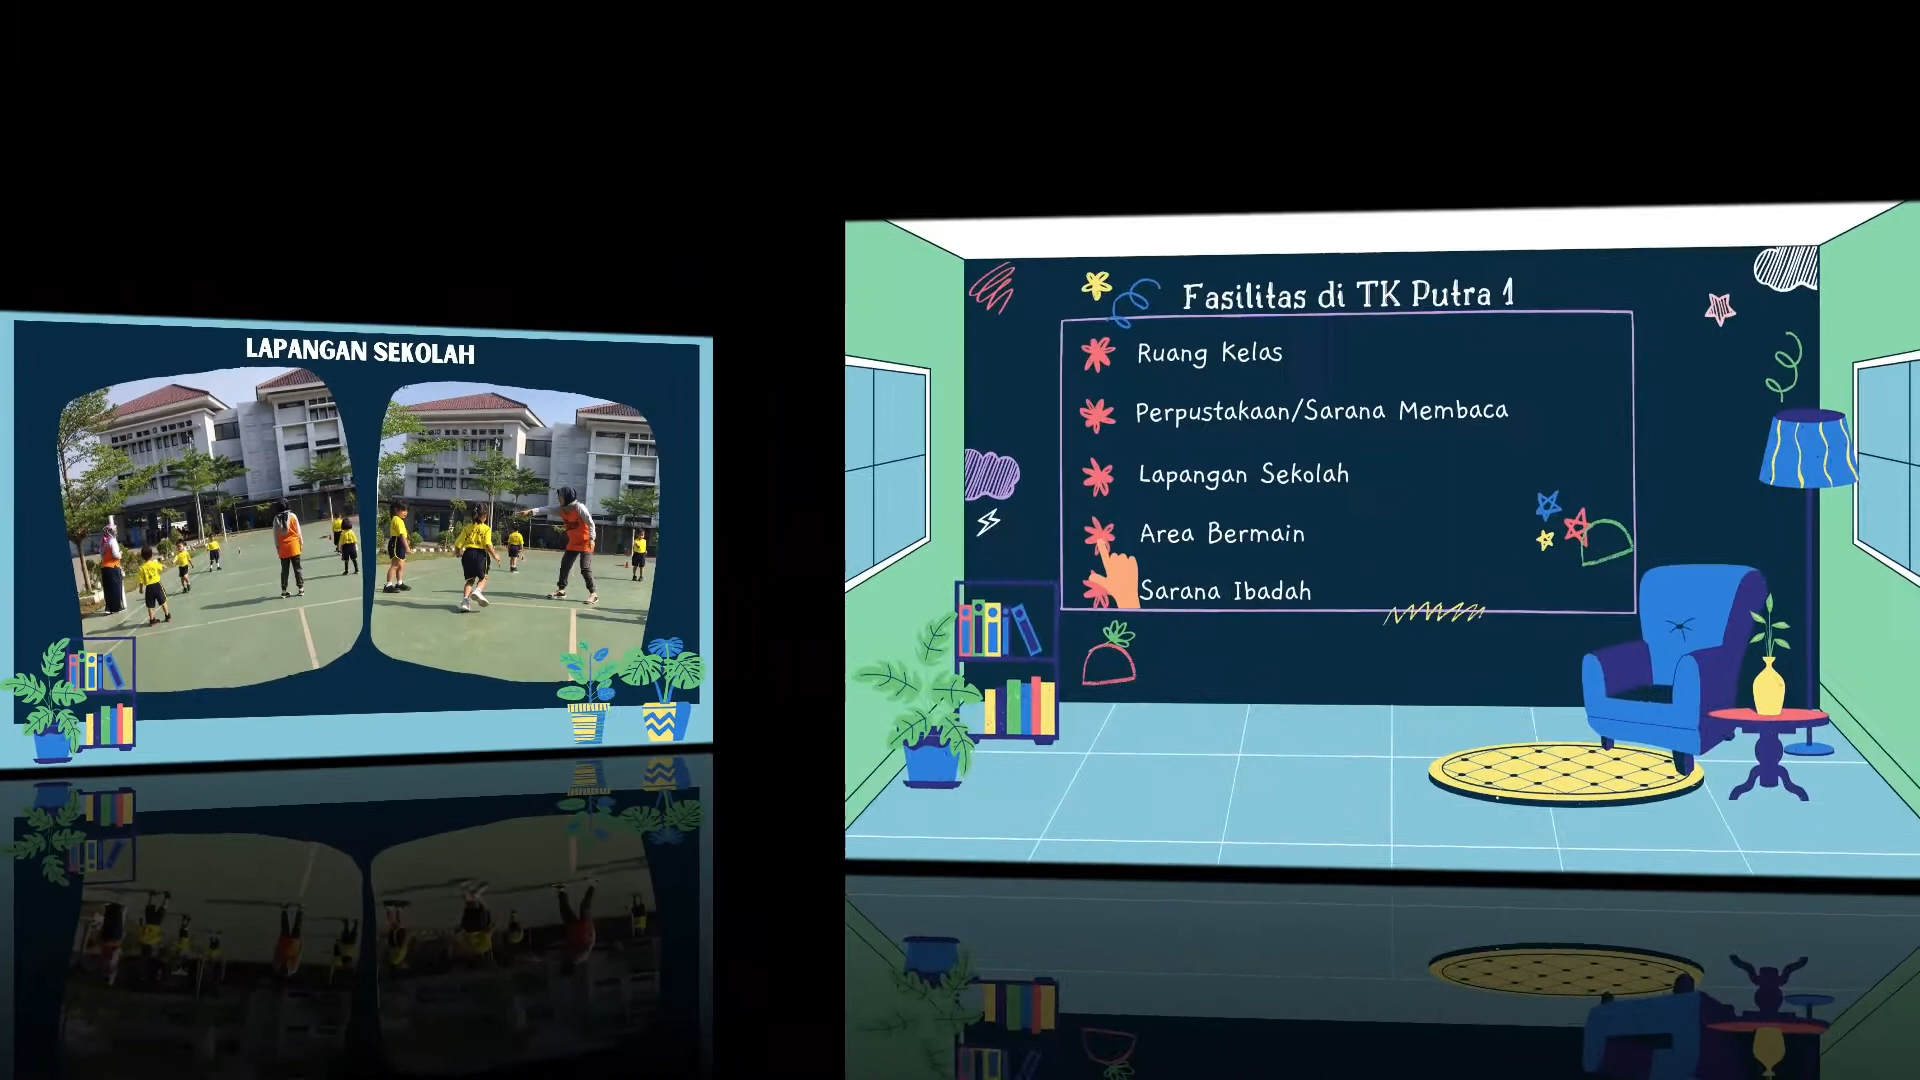 LAPANGAN SEKOLAH
Fasilitas di TK Putra 1
Ruang Kelas
Perpustakaan/Sarana Membaca
Lapangan Sekolah
Area Bermain
Sarana Ibadah